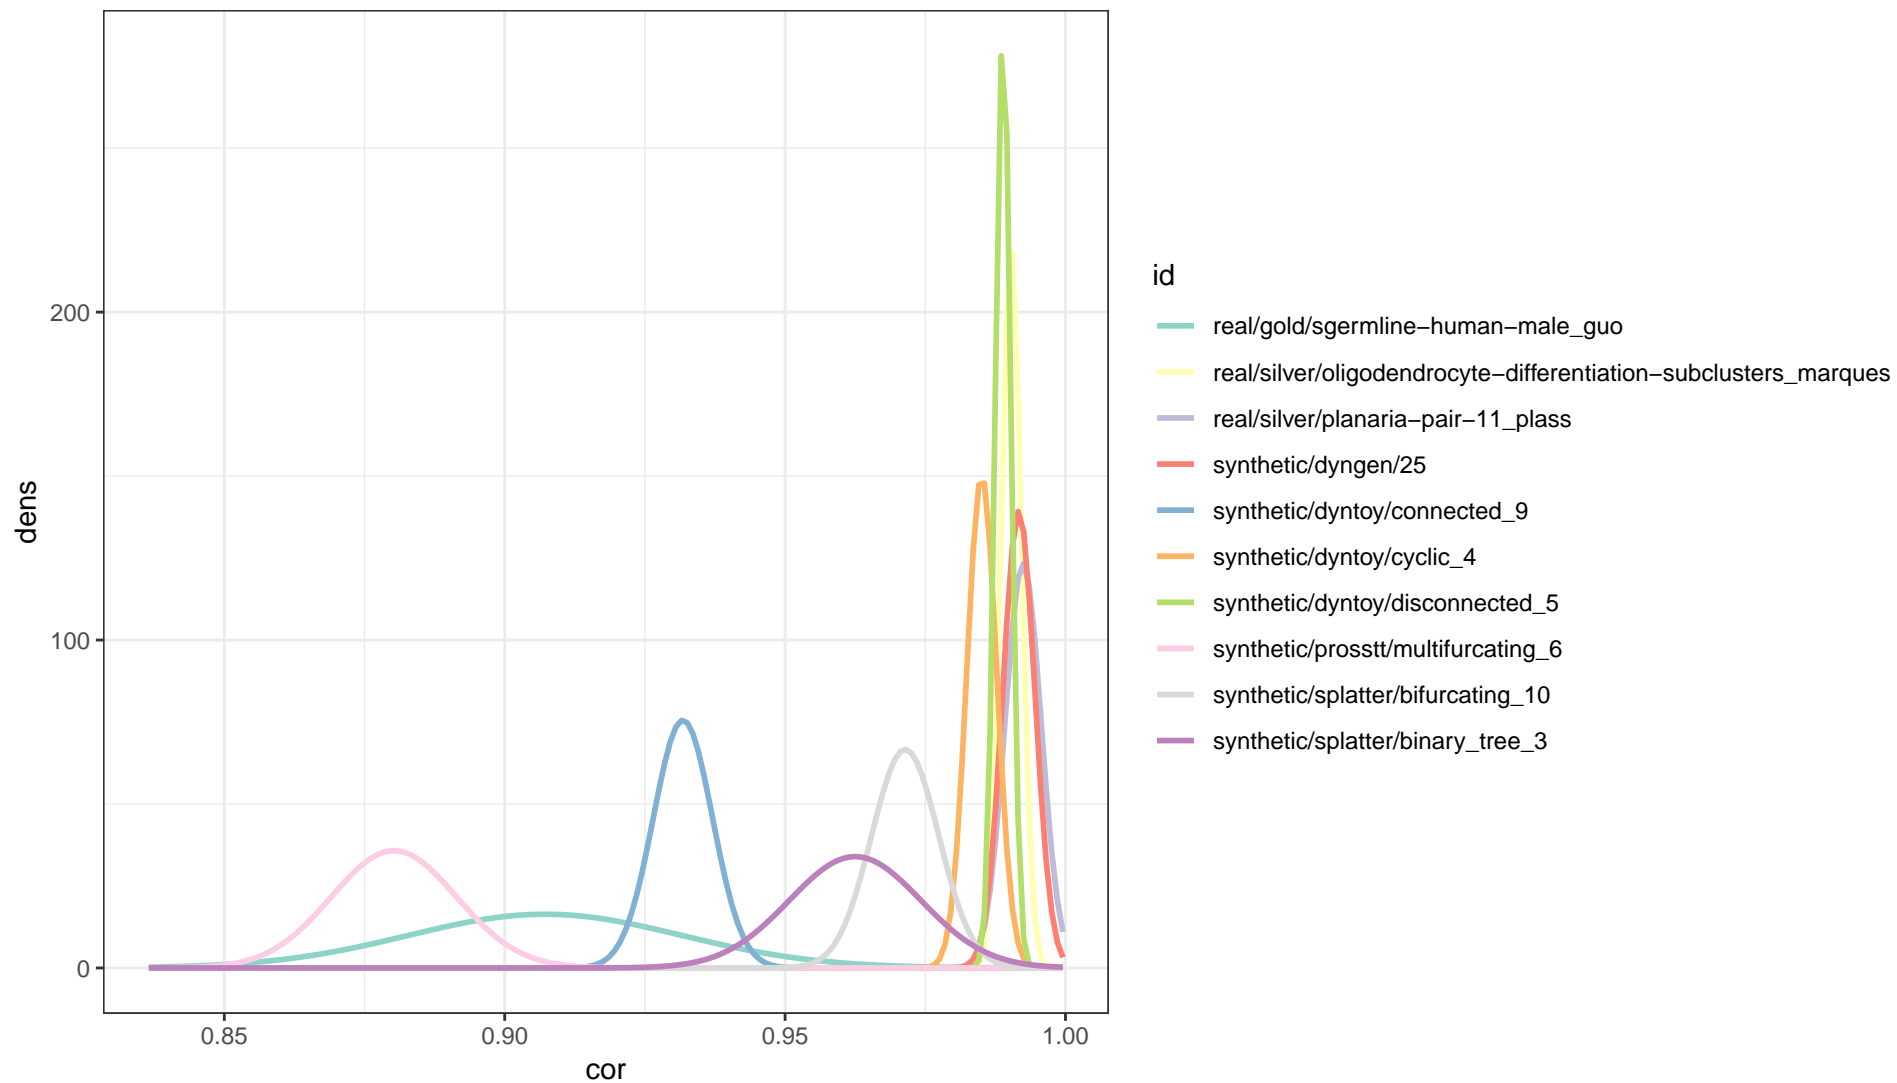 dens
200
100
0
0.85
0.90
0.95
1.00
cor
id
real/gold/sgermline−human−male_guo
real/silver/oligodendrocyte−differentiation−subclusters_marques
real/silver/planaria−pair−11_plass
synthetic/dyngen/25
synthetic/dyntoy/connected_9
synthetic/dyntoy/cyclic_4
synthetic/dyntoy/disconnected_5
synthetic/prosstt/multifurcating_6
synthetic/splatter/bifurcating_10
synthetic/splatter/binary_tree_3